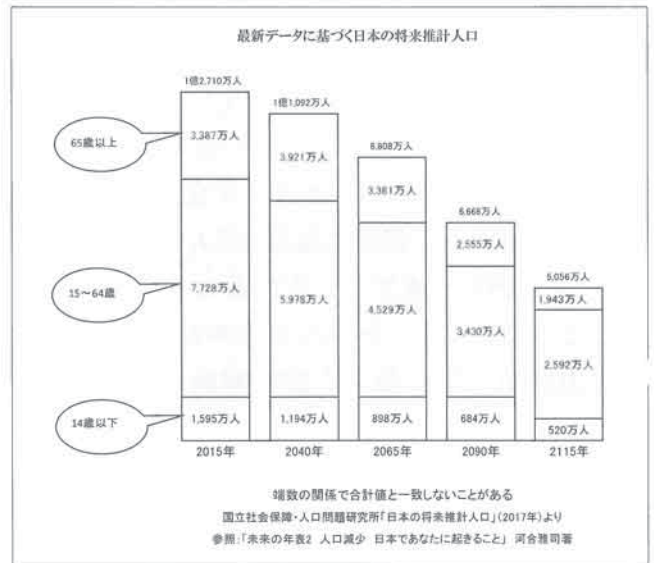 最新データに基づく日本の将来推計人口
1億2,710万人
1億1,092万人
8,808万人
6,668万人
5,056万人
65歳以上
3,387万人
3,921万人
3,381万人
2,555万人
1,943万人
15～64歳
7,728万人
5,978万人
4,529万人
3,430万人
2,592万人
14歳以下
1,595万人
1,194万人
898万人
684万人
520万人
2015年
2040年
2065年
2090年
2115年
端数の関係で合計値と一致しないことがある
国立社会保障・人口問題研究所「日本の将来推計人口」(2017年)より
参照:「未来の年表2 人口減少 日本であなたに起きること」 河合雅司著